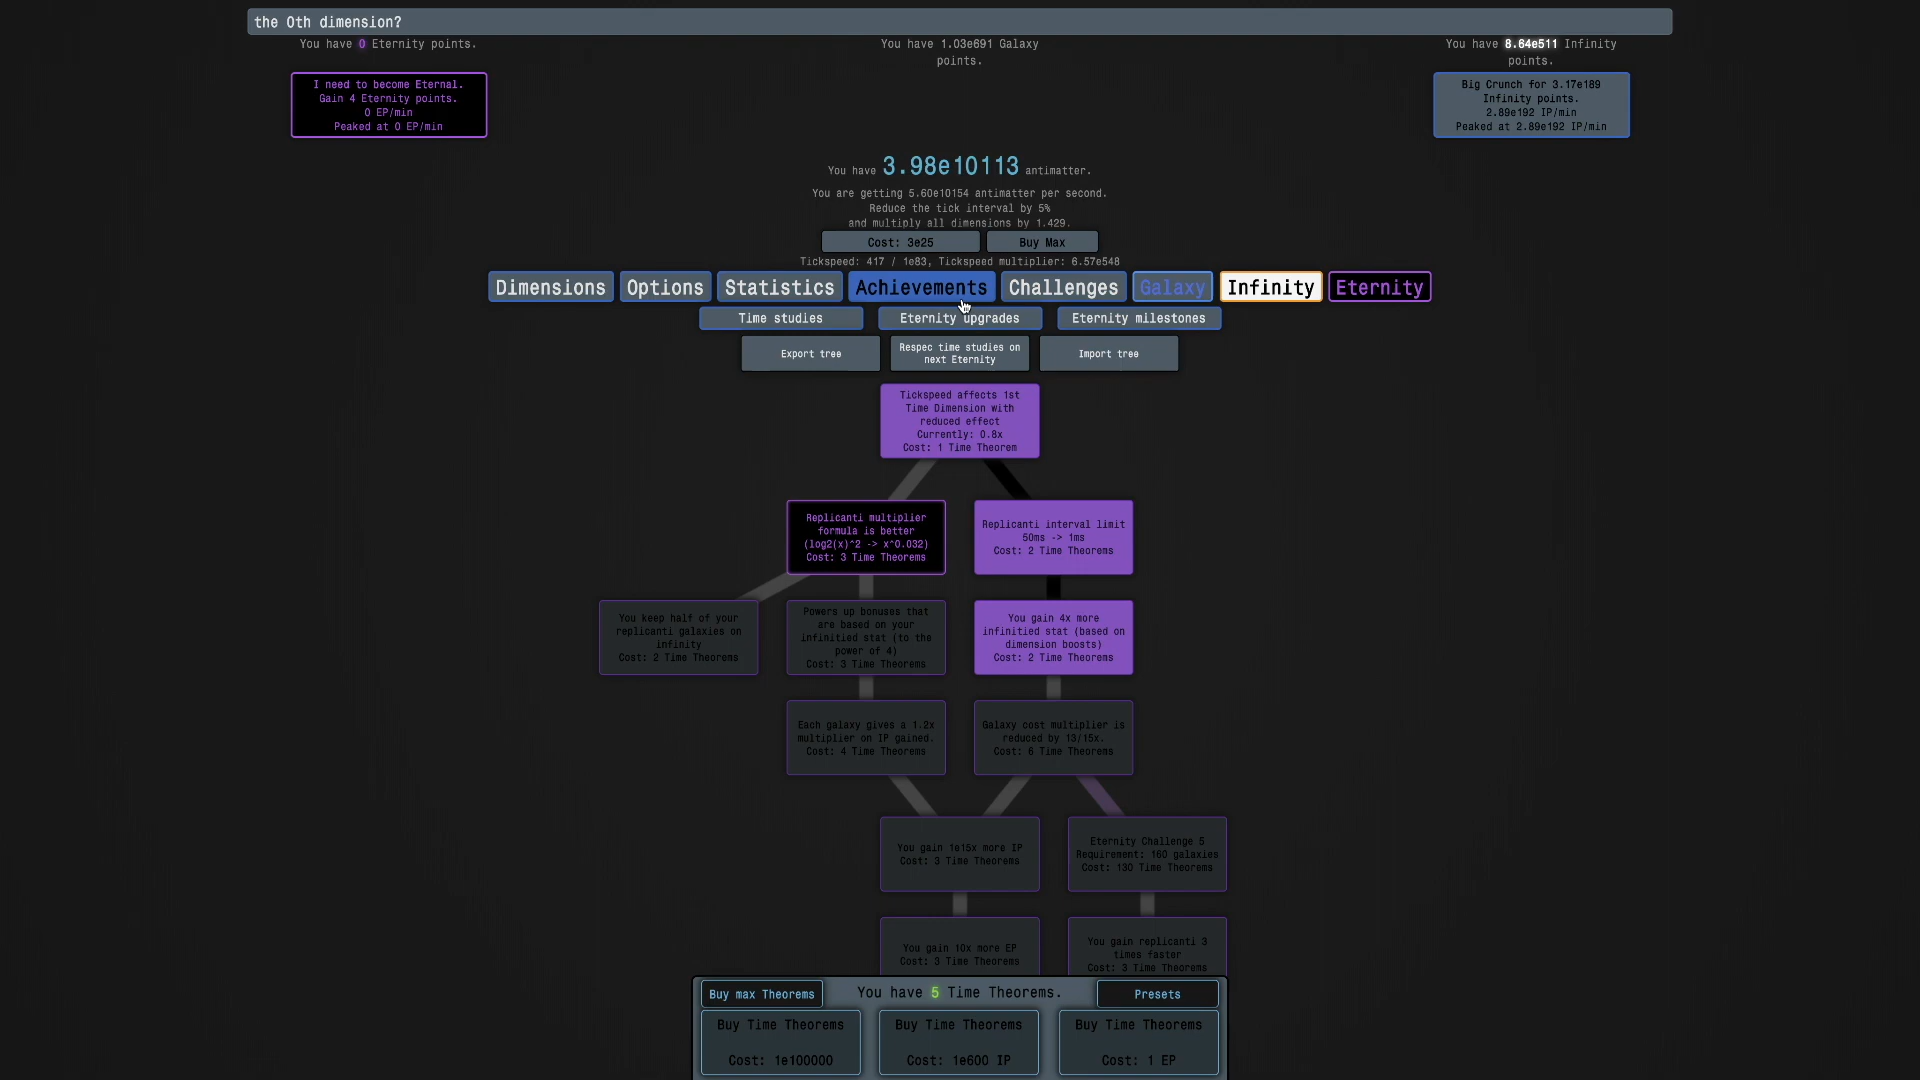 the 0th dimension?
You have 0 Eternity points.
You have 1.03e691 Galaxy
points.
You have 8.64e511 Infinity
points.
I need to become Eternal.
Gain 4 Eternity points.
0 EP/min
Peaked at 0 EP/min
Big Crunch for 3.17e189
Infinity points.
2.89e192 IP/min
Peaked at 2.89e192 IP/min
You have 3.98e10113 antimatter.
You are getting 5.60e10154 antimatter per second.
Reduce the tick interval by 5%
and multiply all dimensions by 1.429.
Cost: 3e25
Buy Max
Tickspeed: 417 / 1e83, Tickspeed multiplier: 6.57e548
Dimensions
Options
Statistics
Achievements
Challenges
Galaxy
Infinity
Eternity
Time studies
Eternity upgrades
Eternity milestones
Export tree
Respec time studies on
next Eternity
Import tree
Tickspeed affects 1st
Time Dimension with
reduced effect
Currently: 0.8x
Cost: 1 Time Theorem
Replicanti multiplier
formula is better
(log2(x)^2 -> x^0.032)
Cost: 3 Time Theorems
Replicanti interval limit
50ms -> 1ms
Cost: 2 Time Theorems
You keep half of your
replicanti galaxies on
infinity
Cost: 2 Time Theorems
Powers up bonuses that
are based on your
infinitied stat (to the
power of 4)
Cost: 3 Time Theorems
You gain 4x more
infinitied stat (based on
dimension boosts)
Cost: 2 Time Theorems
Each galaxy gives a 1.2x
multiplier on IP gained.
Cost: 4 Time Theorems
Galaxy cost multiplier is
reduced by 13/15x.
Cost: 6 Time Theorems
You gain 1e15x more IP
Cost: 3 Time Theorems
Eternity Challenge 5
Requirement: 160 galaxies
Cost: 130 Time Theorems
You gain 10x more EP
Cost: 3 Time Theorems
You gain replicanti 3
times faster
Cost: 3 Time Theorems
Buy max Theorems
You have 5 Time Theorems.
Presets
Buy Time Theorems
Cost: 1e100000
Buy Time Theorems
Cost: 1e600 IP
Buy Time Theorems
Cost: 1 EP